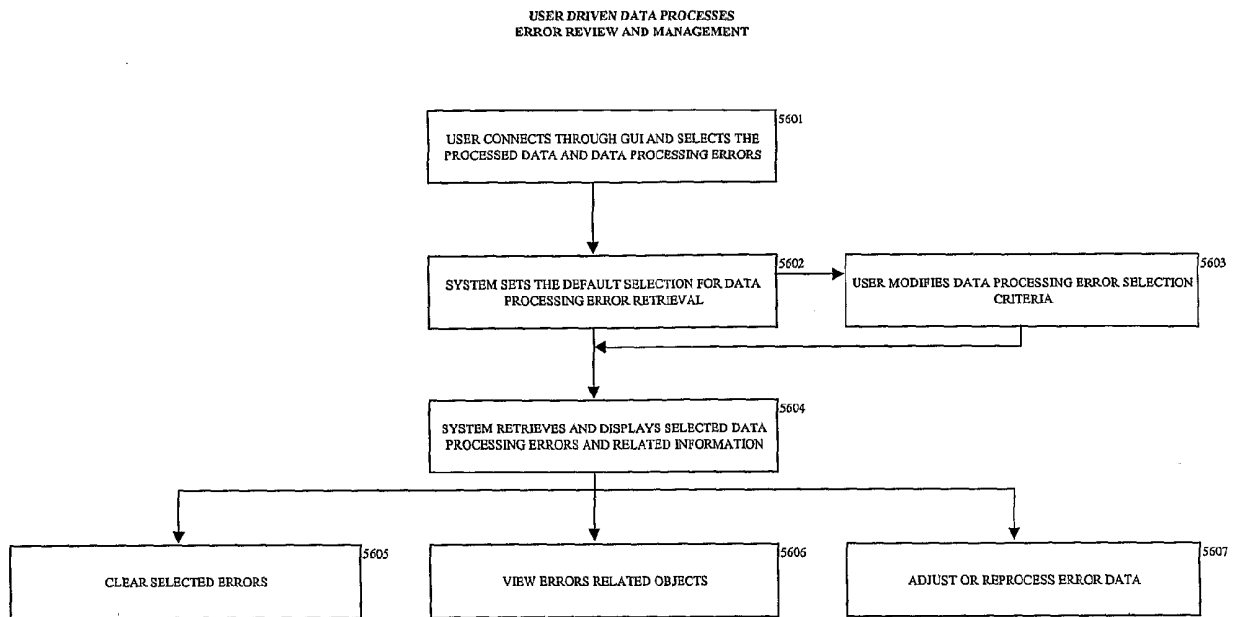 USER DRIVEN DATA PROCESSES
ERROR REVIEW AND MANAGEMENT
5601
USER CONNECTS THROUGH GUI AND SELECTS THE
PROCESSED DATA AND DATA PROCESSING ERRORS
5602
SYSTEM SETS THE DEFAULT SELECTION FOR DATA
PROCESSING ERROR RETRIEVAL
5603
USER MODIFIES DATA PROCESSING ERROR SELECTION
CRITERIA
5604
SYSTEM RETRIEVES AND DISPLAYS SELECTED DATA
PROCESSING ERRORS AND RELATED INFORMATION
5605
CLEAR SELECTED ERRORS
5606
VIEW ERRORS RELATED OBJECTS
5607
ADJUST OR REPROCESS ERROR DATA